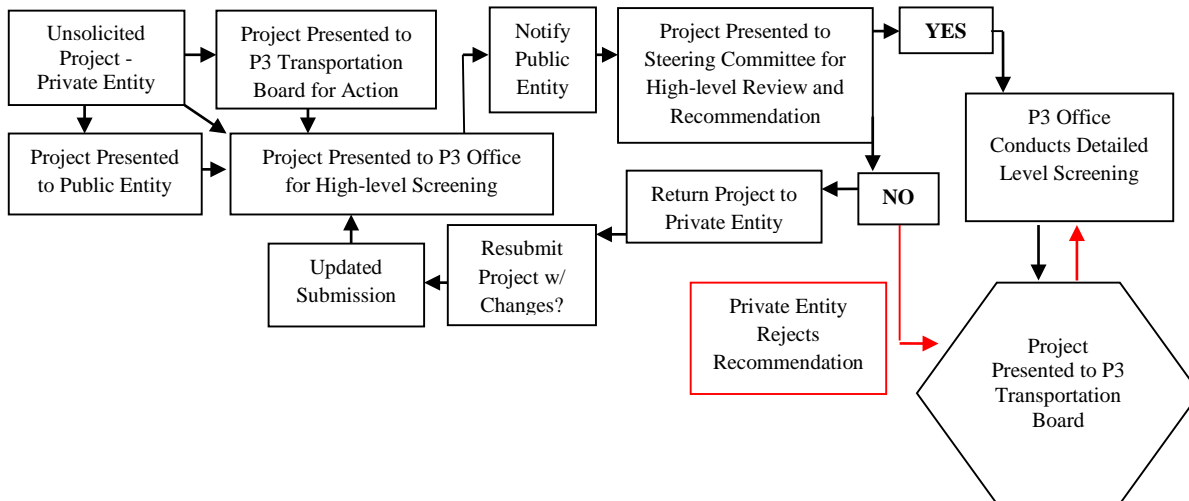 Unsolicited
Project -
Private Entity
Project Presented to
P3 Transportation
Board for Action
Notify
Public
Entity
Project Presented to
Steering Committee for
High-level Review and
Recommendation
YES
P3 Office
Conducts Detailed
Level Screening
Project Presented
to Public Entity
Project Presented to P3 Office
for High-level Screening
NO
Return Project to
Private Entity
Resubmit
Project w/
Changes?
Updated
Submission
Private Entity
Rejects
Recommendation
Project
Presented to P3
Transportation
Board